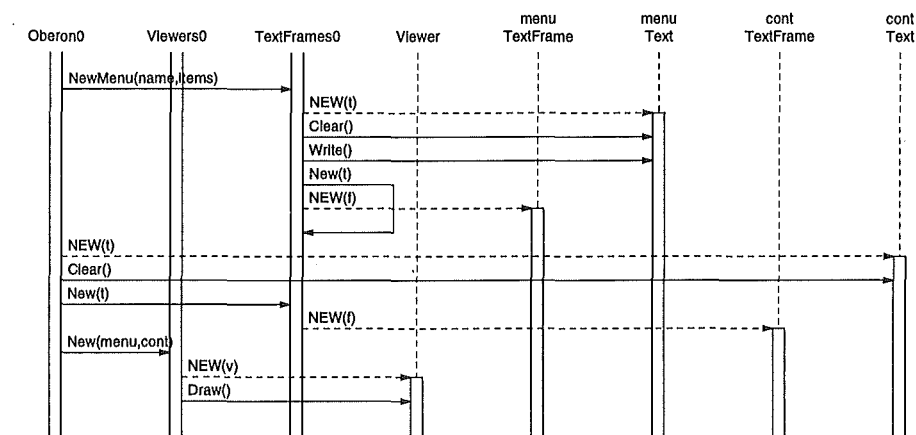 menu menu cont cont
Oberon0 Viewers0 TextFrames0 Viewer TextFrame Text TextFrame Text
NewMenu(name,items)
NEW(t)
Clear()
Write()
New(t)
NEW(f)
NEW(t)
Clear()
New(t)
NEW(f)
New(menu,cont)
NEW(v)
Draw()